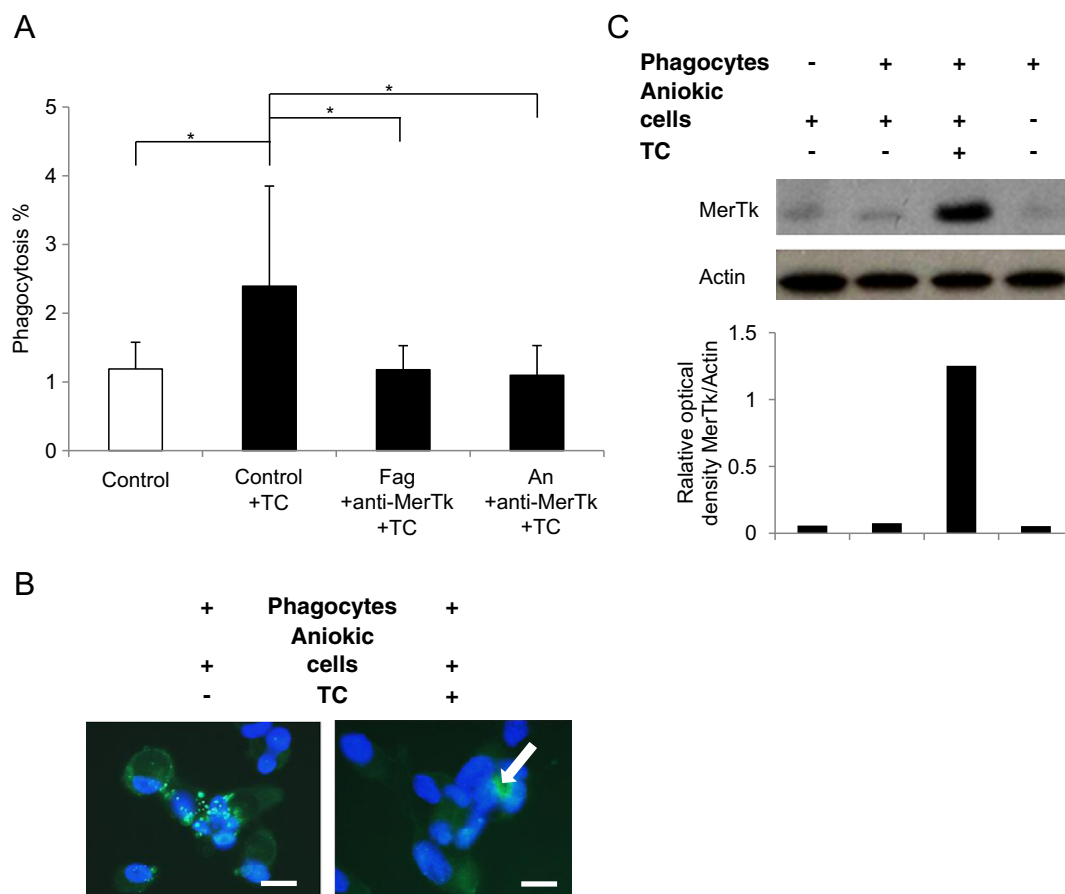 A
5
4
3
2
1
0
Phagocytosis %
*
*
*
Control
Control
+TC
Fag
+anti-MerTk
+TC
An
+anti-MerTk
+TC
B
+ Phagocytes +
Aniokic
+ cells +
- TC +
C
Phagocytes - + + +
Aniokic
cells + + + -
TC - - + -
MerTk
Actin
1.5
1
0.5
0
Ralative optical
density MerTk/Actin